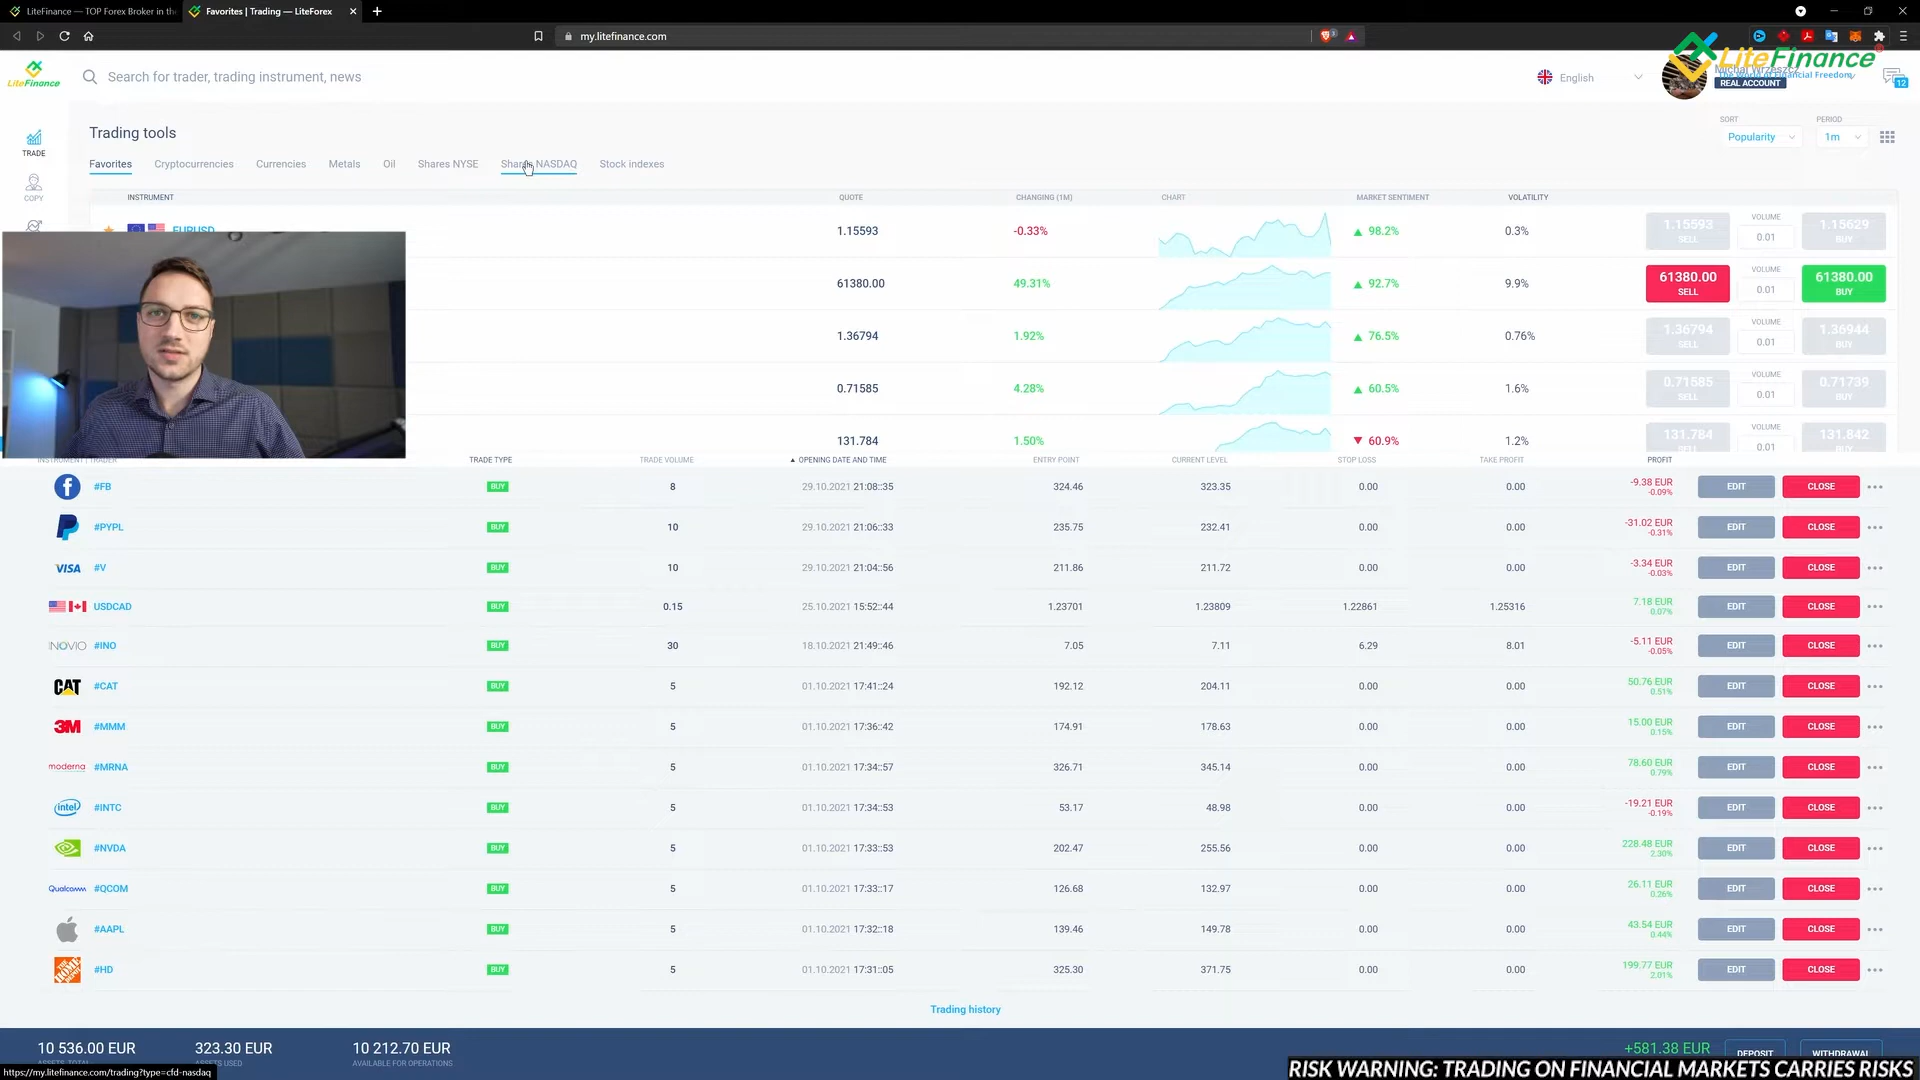 LiteFinance — TOP Forex Broker in the
Favorites | Trading — LiteForex
my.litefinance.com
LiteFinance
Search for trader, trading instrument, news
English
LiteFinance
REAL ACCOUNT
12
TRADE
COPY
Trading tools
SORT
Popularity
PERIOD
1m
Favorites Cryptocurrencies Currencies Metals Oil Shares NYSE Shares NASDAQ Stock indexes
INSTRUMENT QUOTE CHANGING (1M) CHART MARKET SENTIMENT VOLATILITY
EURUSD 1.15593 -0.33% 98.2% 0.3% 1.15593 SELL VOLUME 0.01 1.15629 BUY
61380.00 49.31% 92.7% 9.9% 61380.00 SELL VOLUME 0.01 61380.00 BUY
1.36794 1.92% 76.5% 0.76% 1.36794 SELL VOLUME 0.01 1.36944 BUY
0.71585 4.28% 60.5% 1.6% 0.71585 SELL VOLUME 0.01 0.71739 BUY
131.784 1.50% 60.9% 1.2% 131.784 SELL VOLUME 0.01 131.842 BUY
INSTRUMENT | TRADER TRADE TYPE TRADE VOLUME OPENING DATE AND TIME ENTRY POINT CURRENT LEVEL STOP LOSS TAKE PROFIT PROFIT
#FB BUY 8 29.10.2021 21:08::35 324.46 323.35 0.00 0.00 -9.38 EUR -0.09% EDIT CLOSE
#PYPL BUY 10 29.10.2021 21:06::33 235.75 232.41 0.00 0.00 -31.02 EUR -0.31% EDIT CLOSE
VISA #V BUY 10 29.10.2021 21:04::56 211.86 211.72 0.00 0.00 -3.34 EUR -0.03% EDIT CLOSE
USDCAD BUY 0.15 25.10.2021 15:52::44 1.23701 1.23809 1.22861 1.25316 7.18 EUR 0.07% EDIT CLOSE
INOVIO #INO BUY 30 18.10.2021 21:49::46 7.05 7.11 6.29 8.01 -5.11 EUR -0.05% EDIT CLOSE
CAT #CAT BUY 5 01.10.2021 17:41::24 192.12 204.11 0.00 0.00 50.76 EUR 0.51% EDIT CLOSE
3M #MMM BUY 5 01.10.2021 17:36::42 174.91 178.63 0.00 0.00 15.00 EUR 0.15% EDIT CLOSE
moderna #MRNA BUY 5 01.10.2021 17:34::57 326.71 345.14 0.00 0.00 78.60 EUR 0.79% EDIT CLOSE
intel #INTC BUY 5 01.10.2021 17:34::53 53.17 48.98 0.00 0.00 -19.21 EUR -0.19% EDIT CLOSE
#NVDA BUY 5 01.10.2021 17:33::53 202.47 255.56 0.00 0.00 228.48 EUR 2.30% EDIT CLOSE
Qualcomm #QCOM BUY 5 01.10.2021 17:33::17 126.68 132.97 0.00 0.00 26.11 EUR 0.26% EDIT CLOSE
#AAPL BUY 5 01.10.2021 17:32::18 139.46 149.78 0.00 0.00 43.54 EUR 0.44% EDIT CLOSE
#HD BUY 5 01.10.2021 17:31::05 325.30 371.75 0.00 0.00 199.77 EUR 2.01% EDIT CLOSE
Trading history
10 536.00 EUR 323.30 EUR 10 212.70 EUR +581.38 EUR DEPOSIT WITHDRAWAL
ASSETS TOTAL USED AVAILABLE FOR OPERATIONS
https://my.litefinance.com/trading?type=cfd-nasdaq
RISK WARNING: TRADING ON FINANCIAL MARKETS CARRIES RISKS